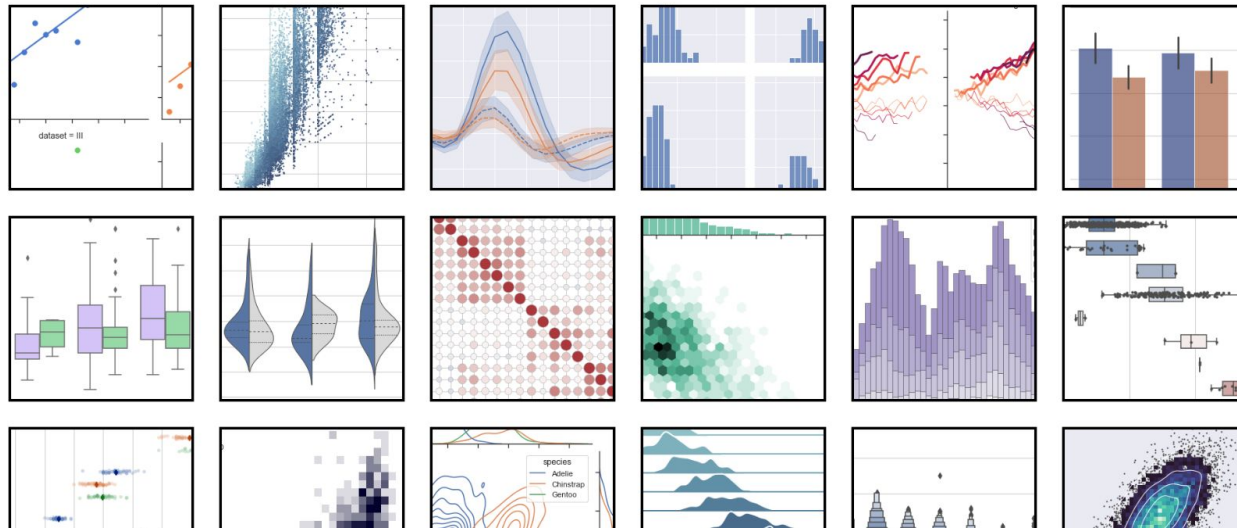 dataset = III
species
Adelie
Chinstrap
Gentoo